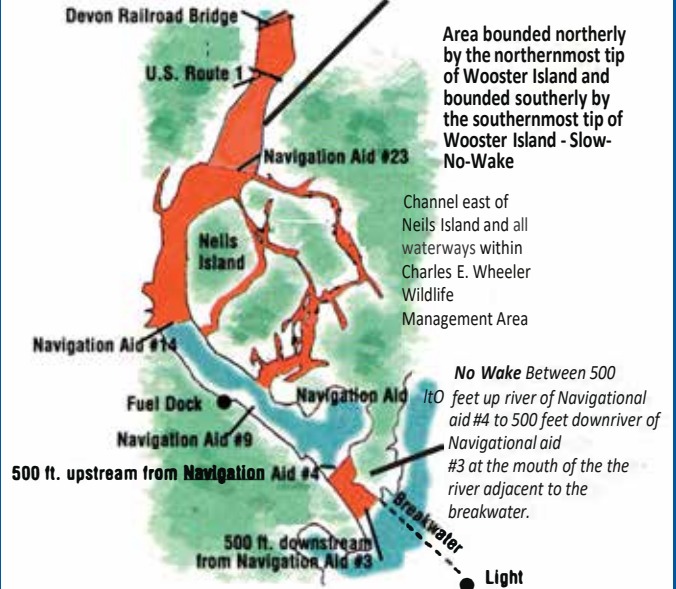 Devon Railroad Bridge
U.S. Route 1
Area bounded northerly
by the northernmost tip
of Wooster Island and
bounded southerly by
the southernmost tip of
Wooster Island - Slow-
No-Wake
Navigation Aid #23
Channel east of
Neils Island and all
waterways within
Charles E. Wheeler
Wildlife
Management Area
Nells
Island
Navigation Aid #14
Fuel Dock
Navigation Aid
Navigation Aid #9
No Wake Between 500
ltO feet up river of Navigational
aid #4 to 500 feet downriver of
Navigational aid
#3 at the mouth of the the
river adjacent to the
breakwater.
500 ft. upstream from Navigation Aid #4
Breakwater
500 ft. downstream
from Navigation Aid #3
Light